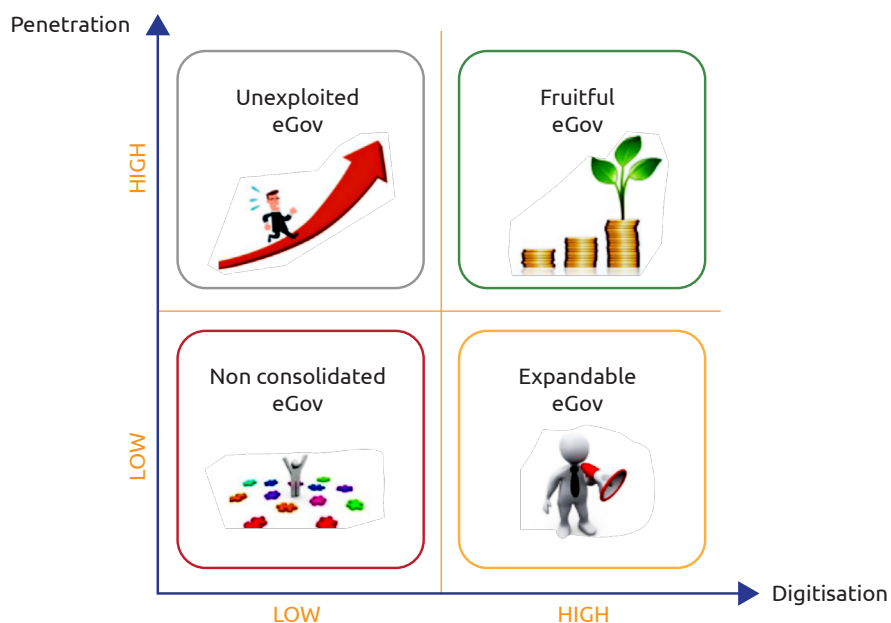 Penetration
HIGH
Unexploited
eGov
Fruitful
eGov
LOW
Non consolidated
eGov
Expandable
eGov
LOW
HIGH
Digitisation